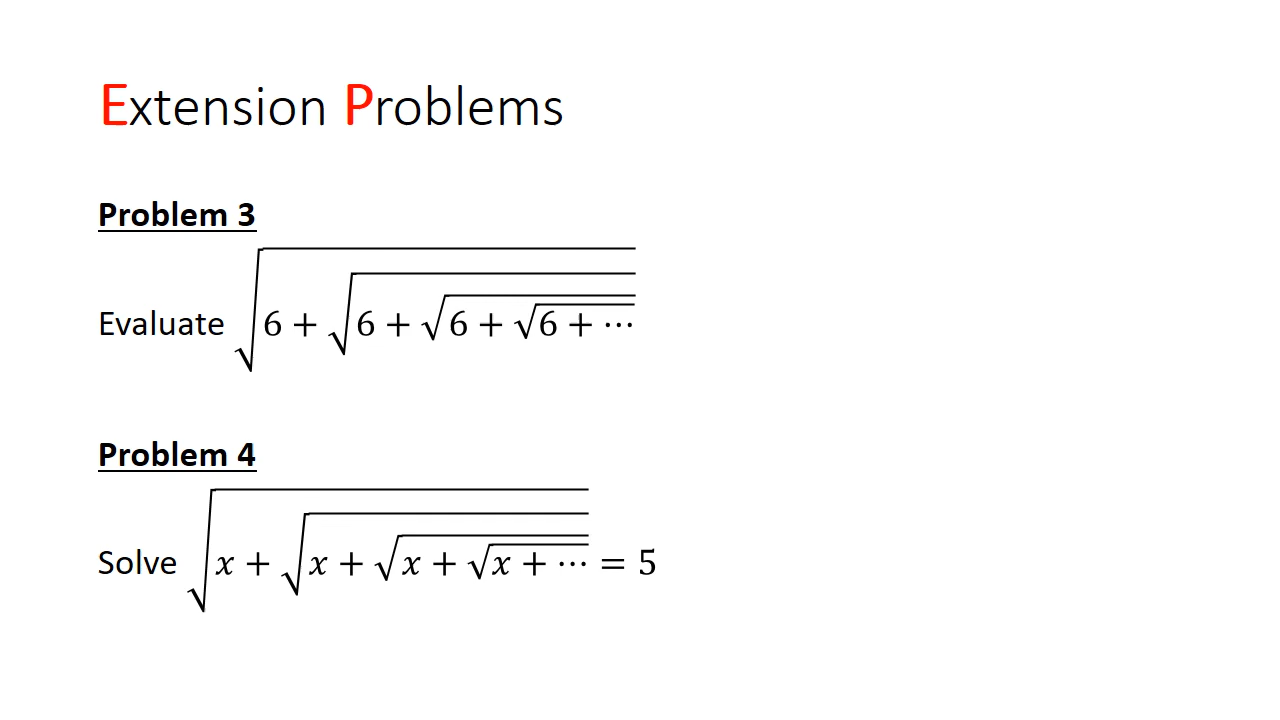 Extension Problems
Problem 3
Evaluate √(6 + √(6 + √(6 + √(6 + ⋯
Problem 4
Solve √(x + √(x + √(x + √(x + ⋯ = 5